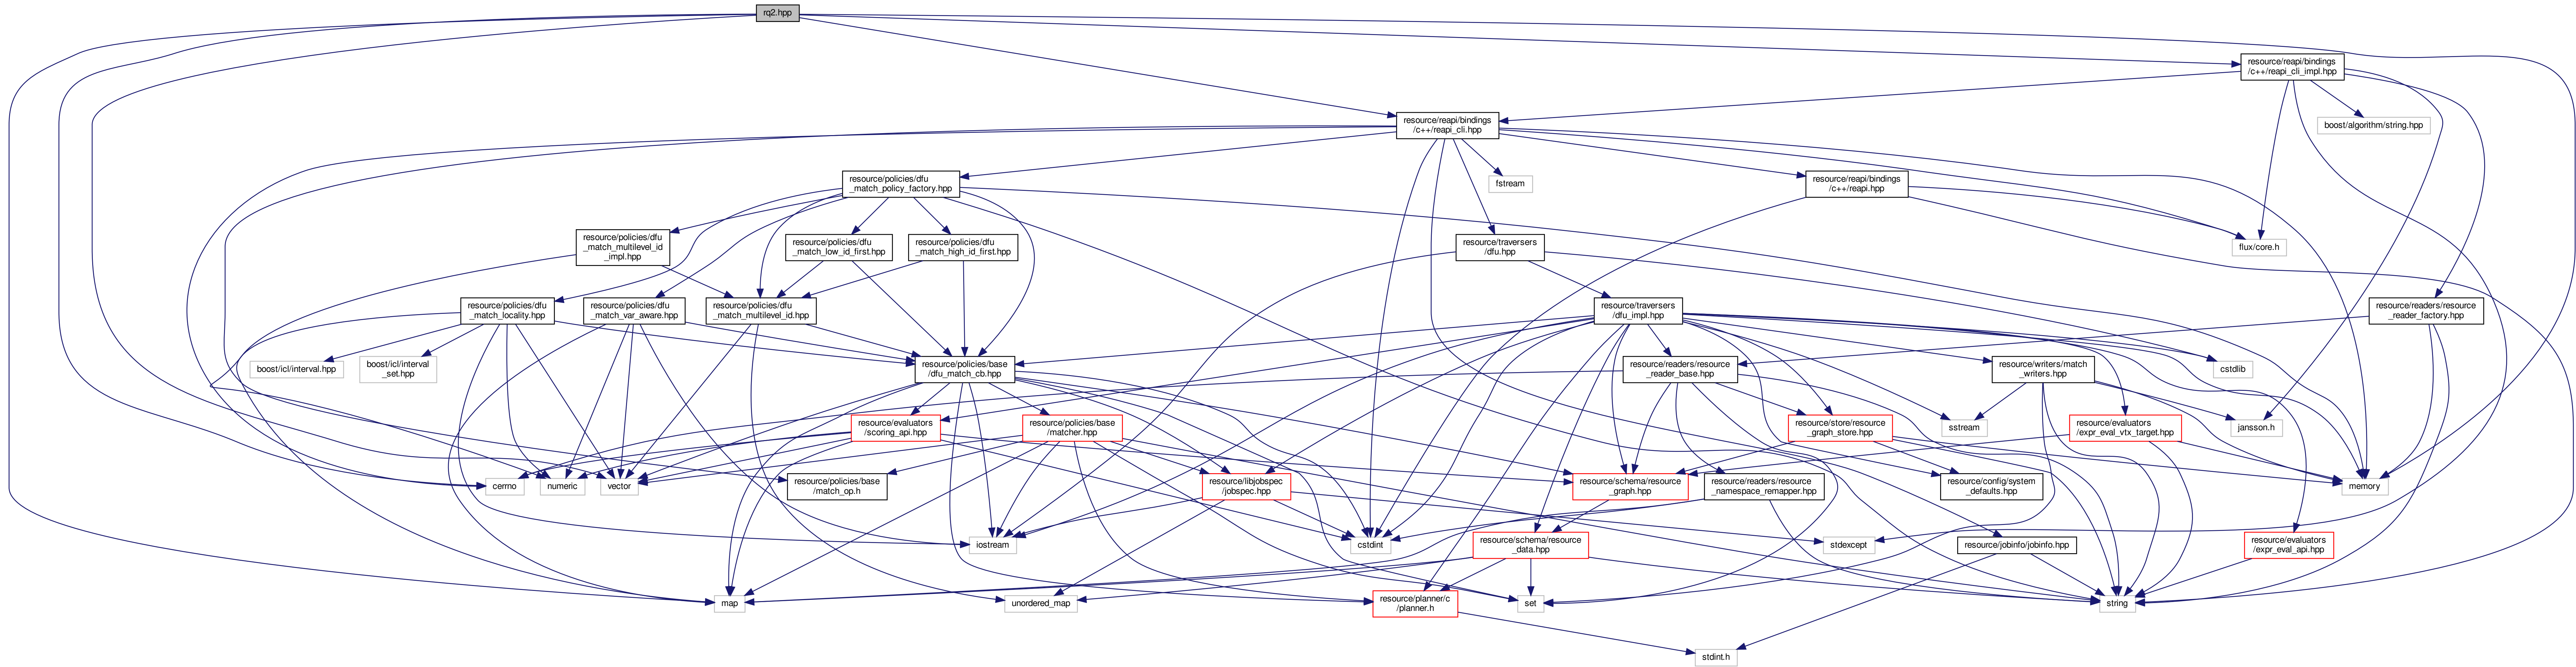 rq2.hpp
resource/reapi/bindings
/c++/reapi_cli_impl.hpp
resource/reapi/bindings
/c++/reapi_cli.hpp
boost/algorithm/string.hpp
resource/policies/dfu
_match_policy_factory.hpp
fstream
resource/reapi/bindings
/c++/reapi.hpp
resource/policies/dfu
_match_multilevel_id
_impl.hpp
resource/policies/dfu
_match_low_id_first.hpp
resource/policies/dfu
_match_high_id_first.hpp
resource/traversers
/dfu.hpp
flux/core.h
resource/policies/dfu
_match_locality.hpp
resource/policies/dfu
_match_var_aware.hpp
resource/policies/dfu
_match_multilevel_id.hpp
resource/traversers
/dfu_impl.hpp
resource/readers/resource
_reader_factory.hpp
boost/icl/interval.hpp
boost/icl/interval
_set.hpp
resource/policies/base
/dfu_match_cb.hpp
resource/readers/resource
_reader_base.hpp
resource/writers/match
_writers.hpp
cstdlib
resource/evaluators
/scoring_api.hpp
resource/policies/base
/matcher.hpp
resource/store/resource
_graph_store.hpp
sstream
resource/evaluators
/expr_eval_vtx_target.hpp
jansson.h
cerrno
numeric
vector
resource/policies/base
/match_op.h
resource/libjobspec
/jobspec.hpp
resource/schema/resource
_graph.hpp
resource/readers/resource
_namespace_remapper.hpp
resource/config/system
_defaults.hpp
memory
iostream
cstdint
resource/schema/resource
_data.hpp
stdexcept
resource/jobinfo/jobinfo.hpp
resource/evaluators
/expr_eval_api.hpp
map
unordered_map
resource/planner/c
/planner.h
set
string
stdint.h